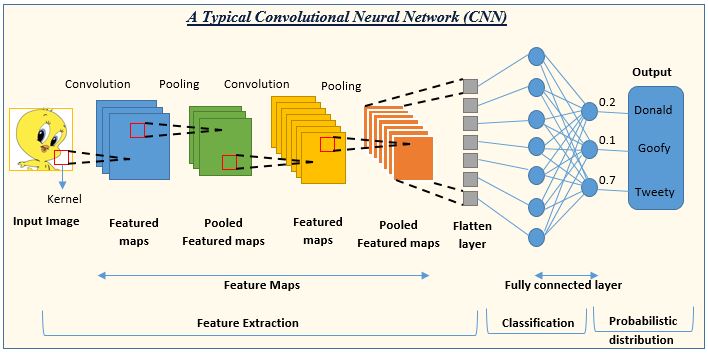 A Typical Convolutional Neural Network (CNN)
Convolution
Pooling
Convolution
Pooling
Output
0.2
Donald
0.1
Goofy
0.7
Tweety
Kernel
Input Image
Featured
maps
Pooled
Featured maps
Featured
maps
Pooled
Featured maps
Flatten
layer
Feature Maps
Fully connected layer
Feature Extraction
Classification
Probabilistic
distribution